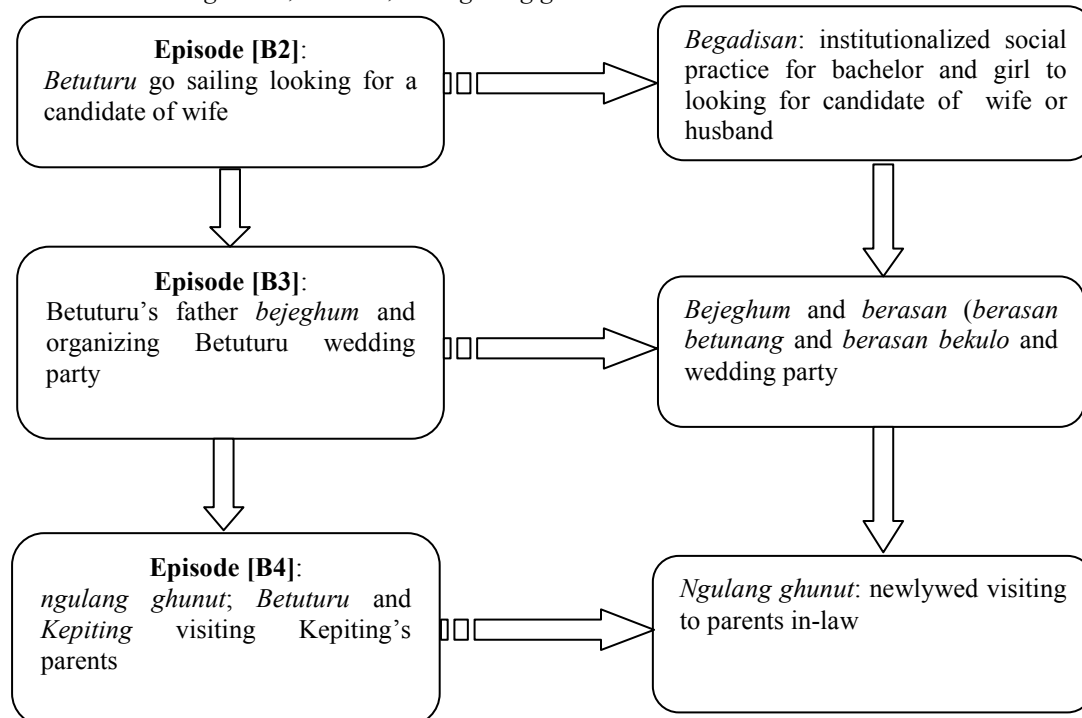 Episode [B2]:
Betuturu go sailing looking for a
candidate of wife
Begadisan: institutionalized social
practice for bachelor and girl to
looking for candidate of wife or
husband
Episode [B3]:
Betuturu’s father bejeghum and
organizing Betuturu wedding
party
Bejeghum and berasan (berasan
betunang and berasan bekulo and
wedding party
Episode [B4]:
ngulang ghunut; Betuturu and
Kepiting visiting Kepiting’s
parents
Ngulang ghunut: newlywed visiting
to parents in-law